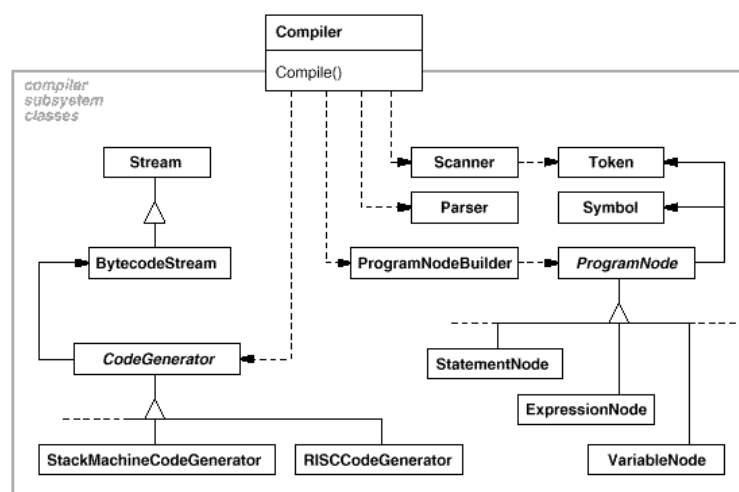 Compiler
Compile()
compiler
subsystem
classes
Stream
Scanner
Token
Parser
Symbol
BytecodeStream
ProgramNodeBuilder
ProgramNode
CodeGenerator
StatementNode
ExpressionNode
StackMachineCodeGenerator
RISCCodeGenerator
VariableNode